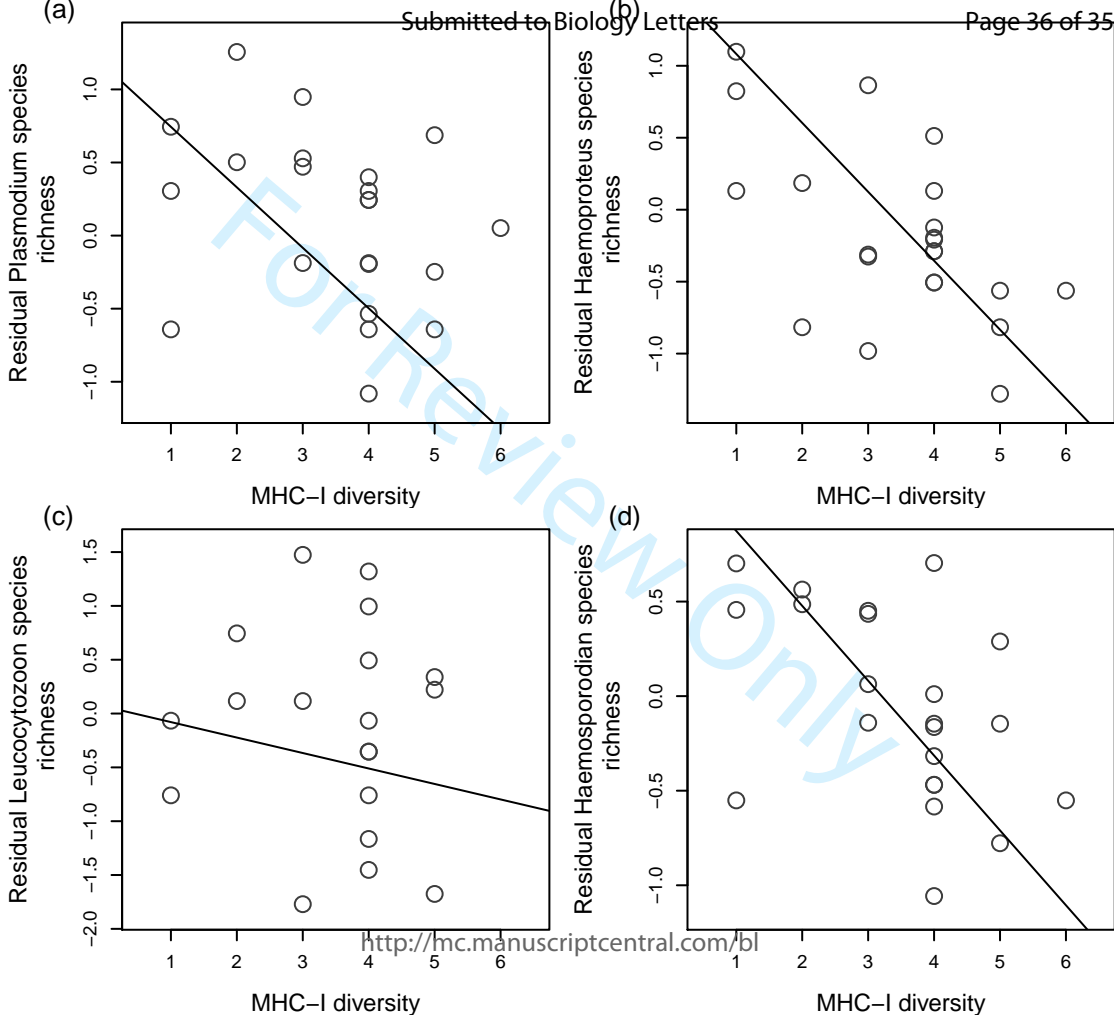 Submitted to Biology Letters
Page 36 of 35
(a)
Residual Plasmodium species
richness
1.0
0.5
0.0
−0.5
−1.0
1 2 3 4 5 6
MHC−I diversity
(b)
Residual Haemoproteus species
richness
1.0
0.5
0.0
−0.5
−1.0
1 2 3 4 5 6
MHC−I diversity
(c)
Residual Leucocytozoon species
richness
1.5
1.0
0.5
0.0
−0.5
−1.0
−1.5
−2.0
1 2 3 4 5 6
MHC−I diversity
(d)
Residual Haemosporodian species
richness
0.5
0.0
−0.5
−1.0
1 2 3 4 5 6
MHC−I diversity
For Review Only
http://mc.manuscriptcentral.com/bl